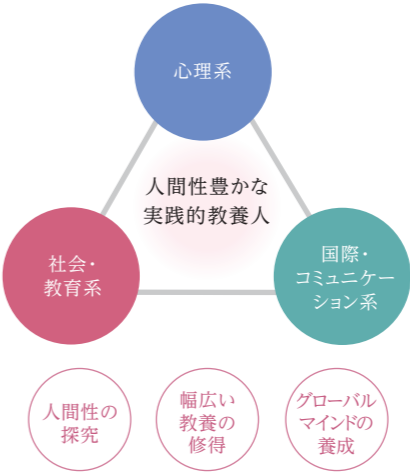 心理系
人間性豊かな
実践的教養人
社会・
教育系
国際・
コミュニケー
ション系
人間性の
探究
幅広い
教養の
修得
グローバル
マインドの
養成